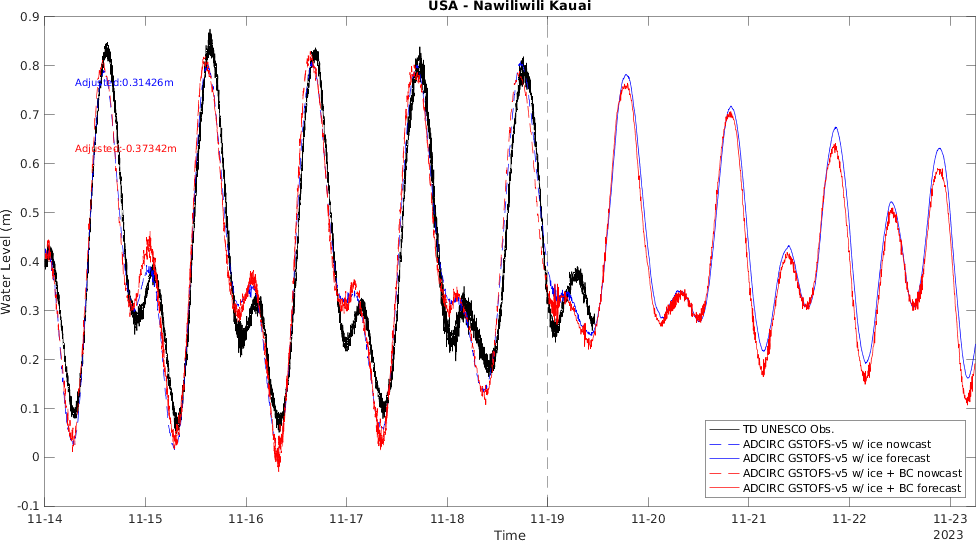 USA - Nawiliwili Kauai
0.9
0.8
0.7
0.6
0.5
0.4
0.3
0.2
0.1
0
-0.1
Water Level (m)
Adjusted:0.31426m
Adjusted:-0.37342m
TD UNESCO Obs.
ADCIRC GSTOFS-v5 w/ ice nowcast
ADCIRC GSTOFS-v5 w/ ice forecast
ADCIRC GSTOFS-v5 w/ ice + BC nowcast
ADCIRC GSTOFS-v5 w/ ice + BC forecast
11-14 11-15 11-16 11-17 11-18 11-19 11-20 11-21 11-22 11-23
Time 2023